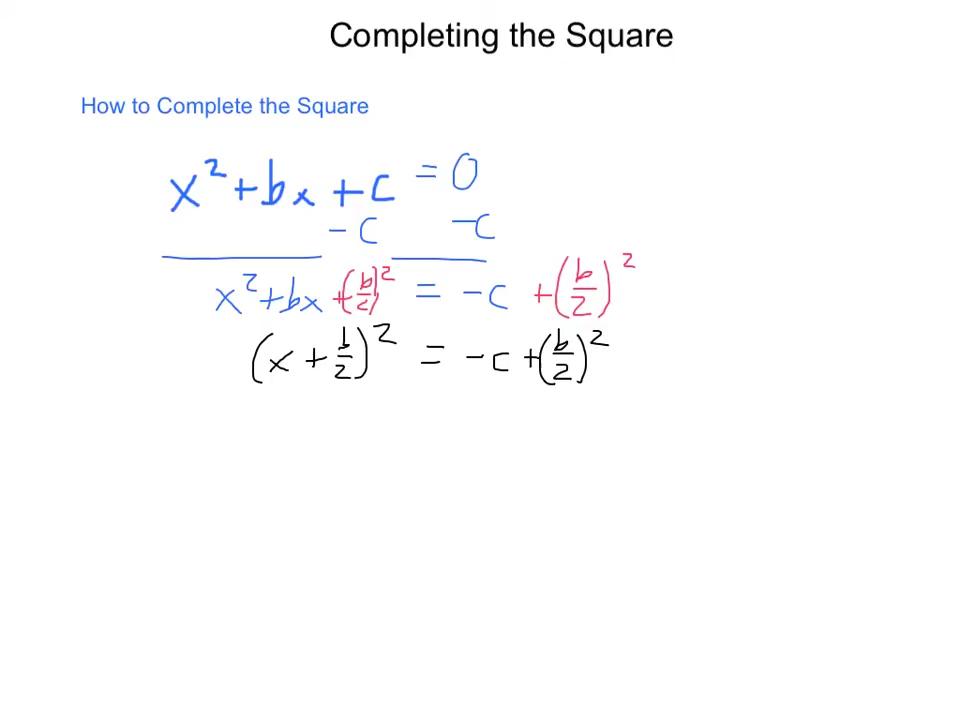 Completing the Square
How to Complete the Square
x² + bx + c = 0
- c - c
x² + bx + (b/2)² = -c + (b/2)²
(x + b/2)² = -c + (b/2)²